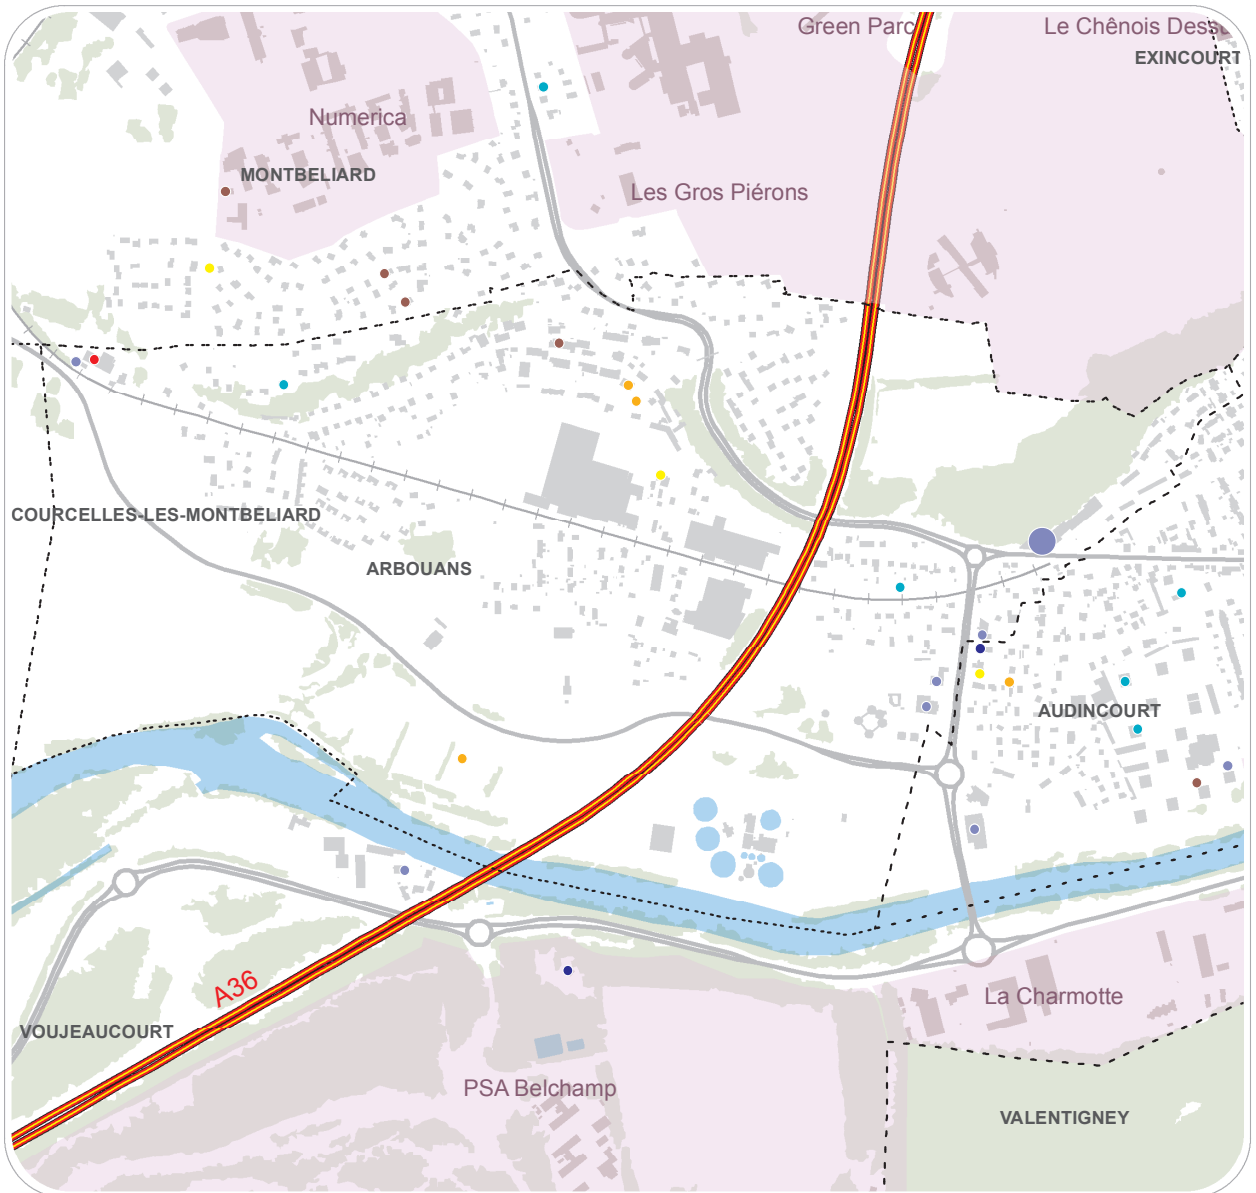 Green Parc
Le Chênois Dessu
EXINCOURT
Numerica
MONTBELIARD
Les Gros Piérons
COURCELLES-LES-MONTBELIARD
ARBOUANS
AUDINCOURT
A36
La Charmotte
VOUJEAUCOURT
PSA Belchamp
VALENTIGNEY